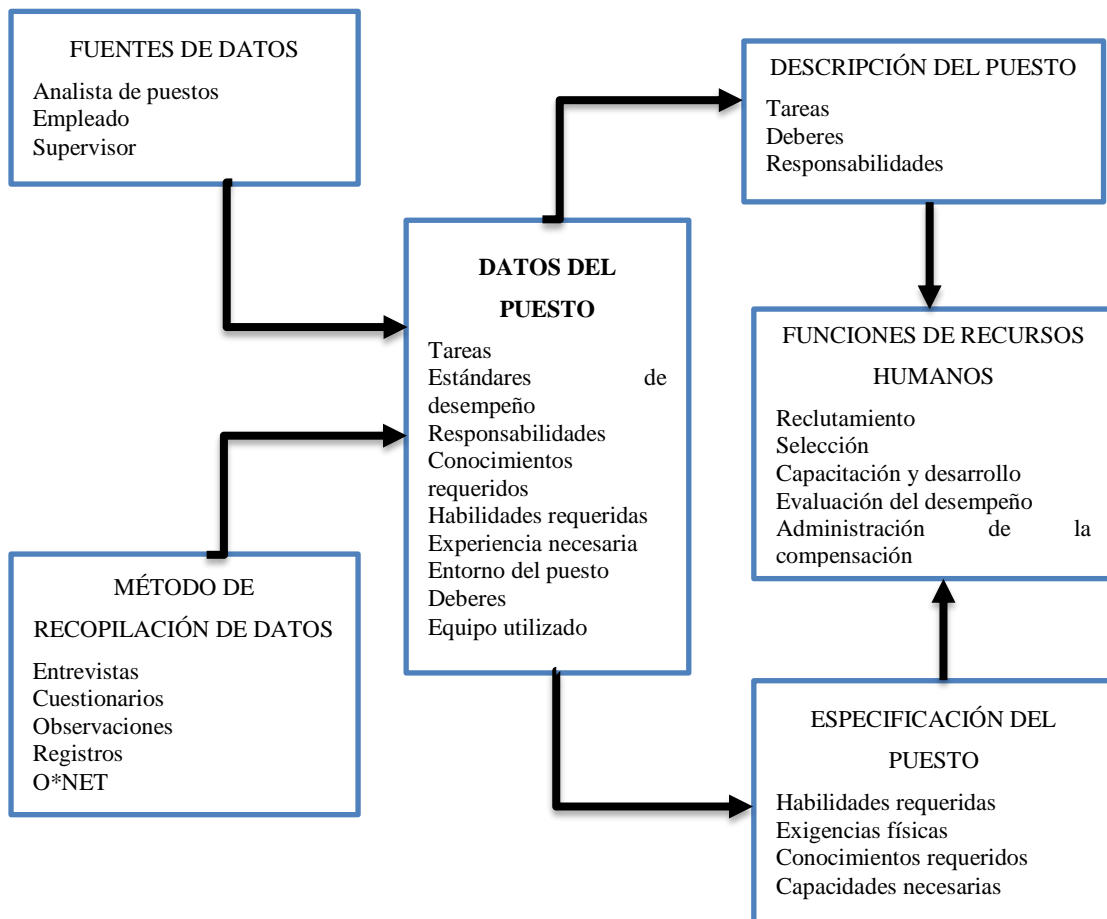 FUENTES DE DATOS
Analista de puestos
Empleado
Supervisor
MÉTODO DE
RECOPILACIÓN DE DATOS
Entrevistas
Cuestionarios
Observaciones
Registros
O*NET
DATOS DEL
PUESTO
Tareas
Estándares de
desempeño
Responsabilidades
Conocimientos
requeridos
Habilidades requeridas
Experiencia necesaria
Entorno del puesto
Deberes
Equipo utilizado
DESCRIPCIÓN DEL PUESTO
Tareas
Deberes
Responsabilidades
FUNCIONES DE RECURSOS
HUMANOS
Reclutamiento
Selección
Capacitación y desarrollo
Evaluación del desempeño
Administración de la
compensación
ESPECIFICACIÓN DEL
PUESTO
Habilidades requeridas
Exigencias físicas
Conocimientos requeridos
Capacidades necesarias